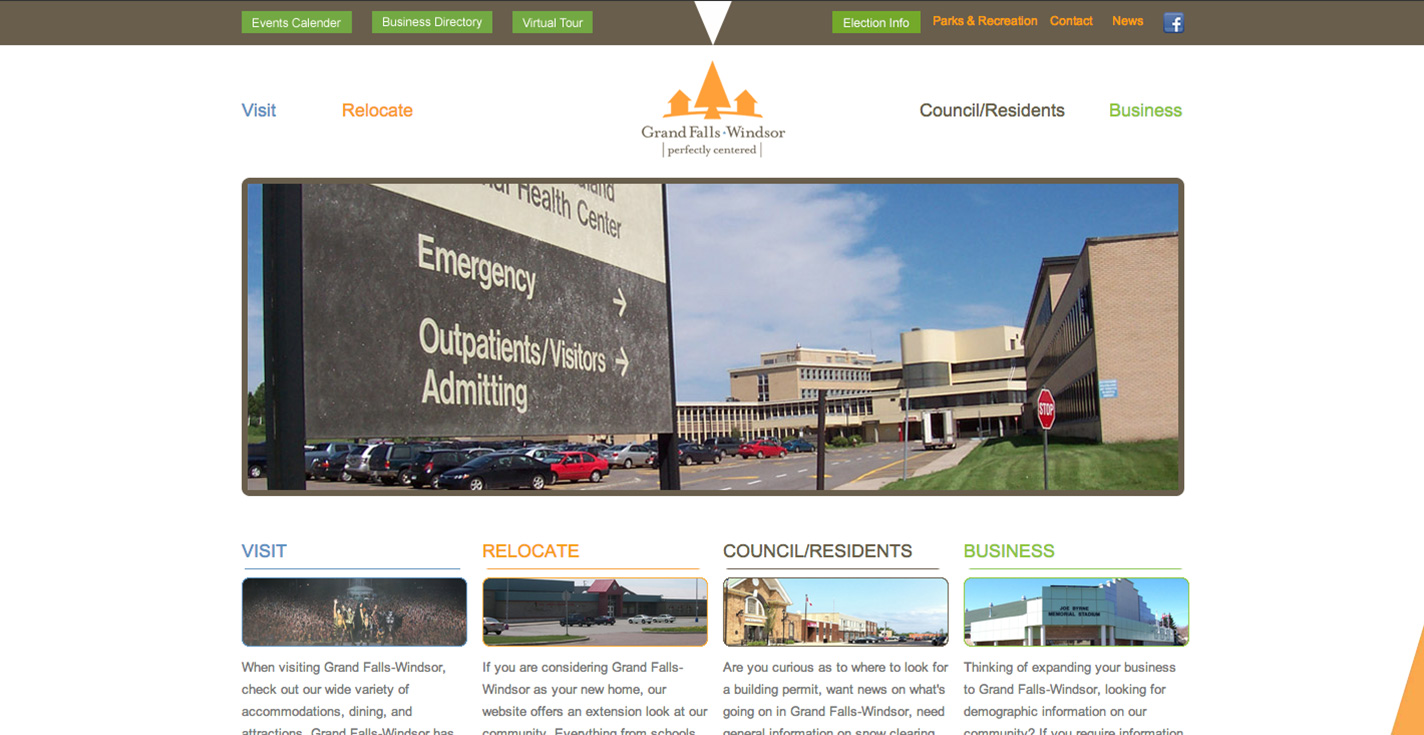 Events Calender
Business Directory
Virtual Tour
Election Info
Parks & Recreation
Contact
News
Visit
Relocate
Grand Falls-Windsor
| perfectly centered |
Council/Residents
Business
Health Center
Emergency
Outpatients/Visitors
Admitting
STOP
VISIT
When visiting Grand Falls-Windsor,
check out our wide variety of
accommodations, dining, and
attractions. Grand Falls-Windsor has
RELOCATE
If you are considering Grand Falls-
Windsor as your new home, our
website offers an extension look at our
community. Everything from schools
COUNCIL/RESIDENTS
Are you curious as to where to look for
a building permit, want news on what's
going on in Grand Falls-Windsor, need
general information on snow clearing
BUSINESS
JOE BYRNE
MEMORIAL STADIUM
Thinking of expanding your business
to Grand Falls-Windsor, looking for
demographic information on our
community? If you require information